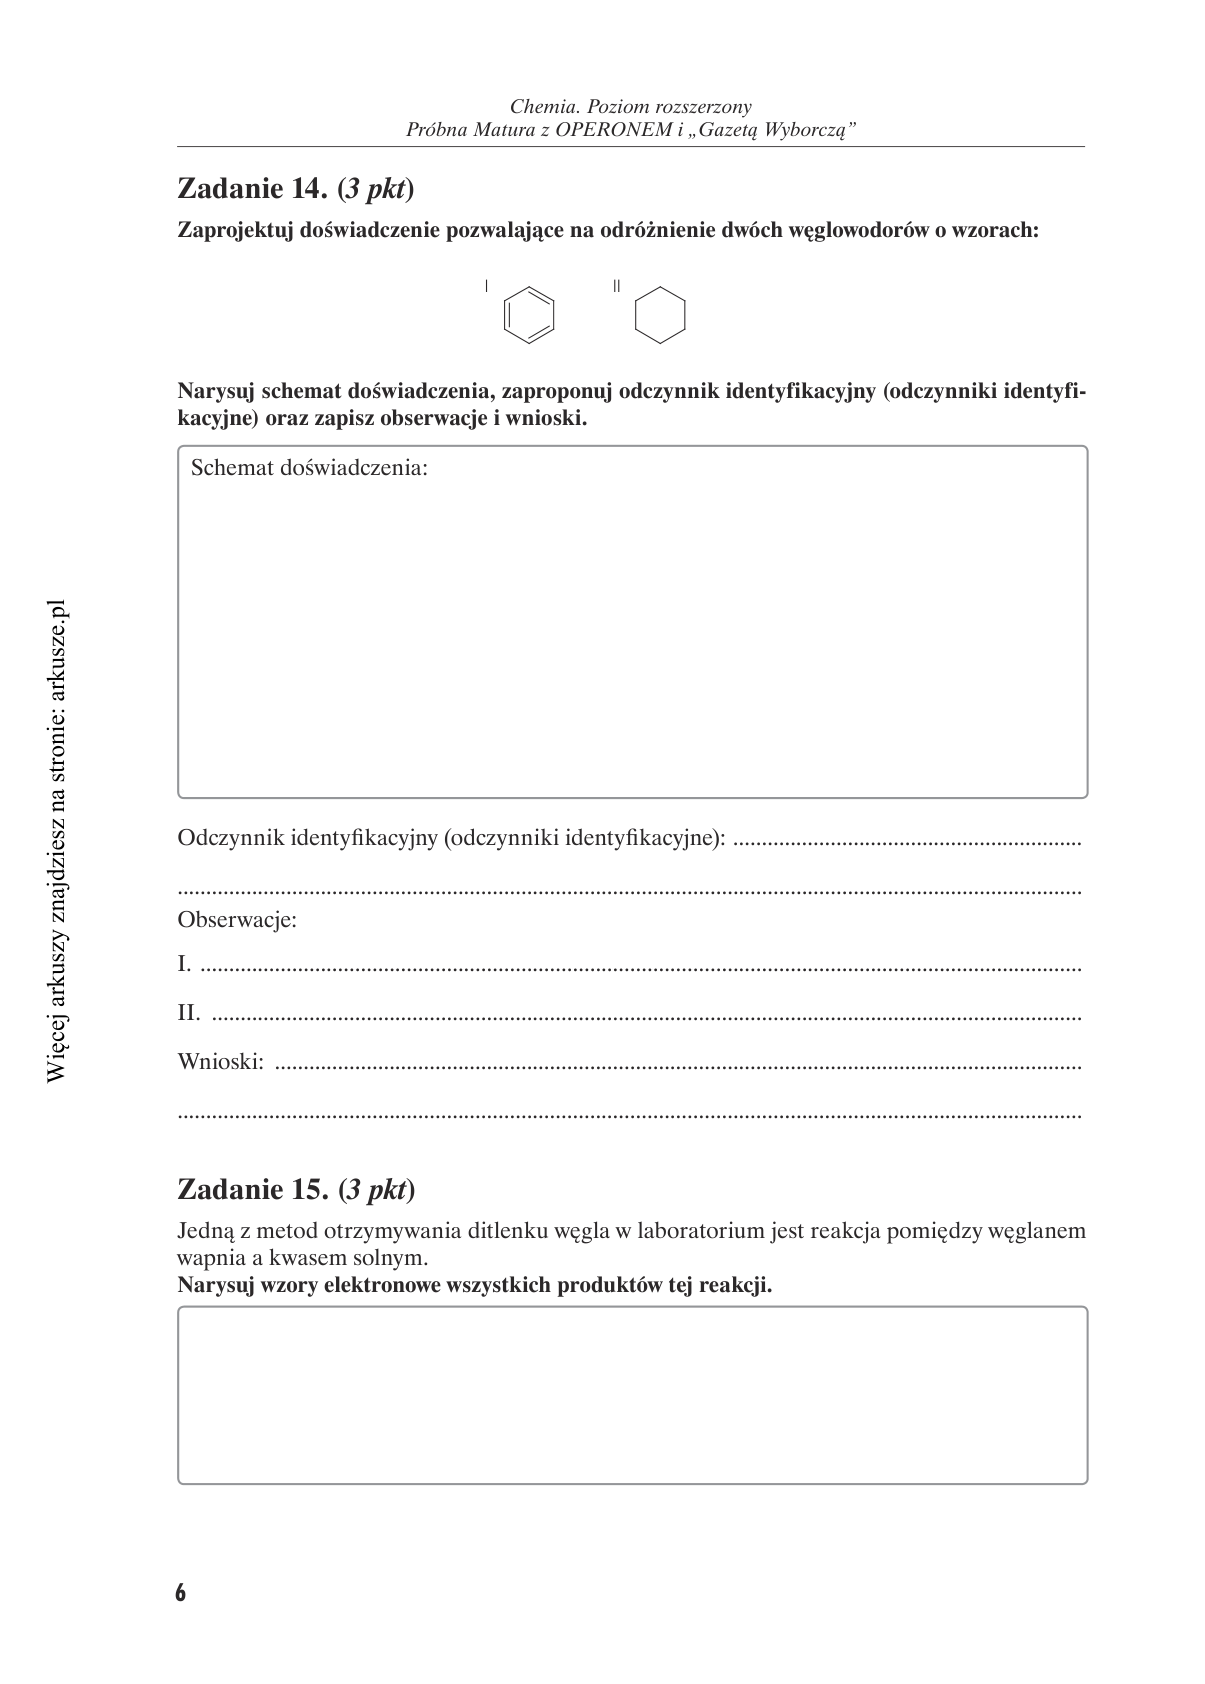 Chemia. Poziom rozszerzony
Próbna Matura z OPERONEM i „Gazetą Wyborczą”
Zadanie 14. (3 pkt)
Zaprojektuj doświadczenie pozwalające na odróżnienie dwóch węglowodorów o wzorach:
I II
Narysuj schemat doświadczenia, zaproponuj odczynnik identyfikacyjny (odczynniki identyfi-
kacyjne) oraz zapisz obserwacje i wnioski.
Schemat doświadczenia:
Odczynnik identyfikacyjny (odczynniki identyfikacyjne): ............................................................
................................................................................
Obserwacje:
I. ................................................................................
II. ................................................................................
Wnioski: ................................................................................
................................................................................
Zadanie 15. (3 pkt)
Jedną z metod otrzymywania ditlenku węgla w laboratorium jest reakcja pomiędzy węglanem
wapnia a kwasem solnym.
Narysuj wzory elektronowe wszystkich produktów tej reakcji.
6
Więcej arkuszy znajdziesz na stronie: arkusze.pl